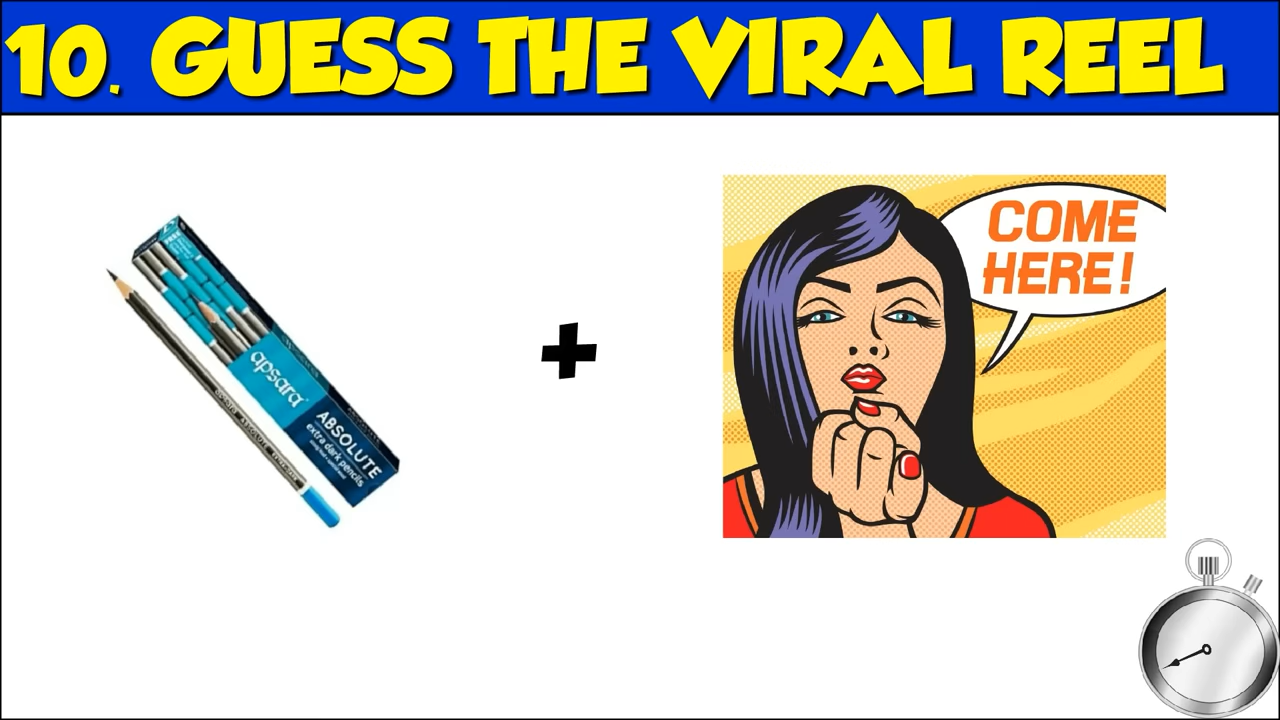 10. GUESS THE VIRAL REEL
COME
HERE!
apsara
ABSOLUTE
extra dark pencils